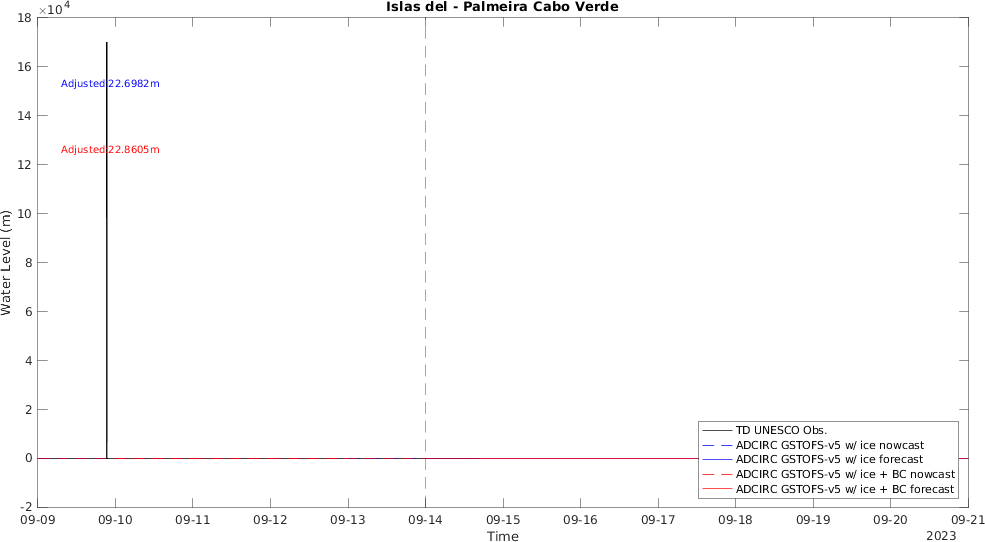 Islas del - Palmeira Cabo Verde
×10⁴
18
16
14
12
10
8
6
4
2
0
-2
Water Level (m)
Adjusted 22.6982m
Adjusted 22.8605m
TD UNESCO Obs.
ADCIRC GSTOFS-v5 w/ ice nowcast
ADCIRC GSTOFS-v5 w/ ice forecast
ADCIRC GSTOFS-v5 w/ ice + BC nowcast
ADCIRC GSTOFS-v5 w/ ice + BC forecast
09-09 09-10 09-11 09-12 09-13 09-14 09-15 09-16 09-17 09-18 09-19 09-20 09-21
Time
2023